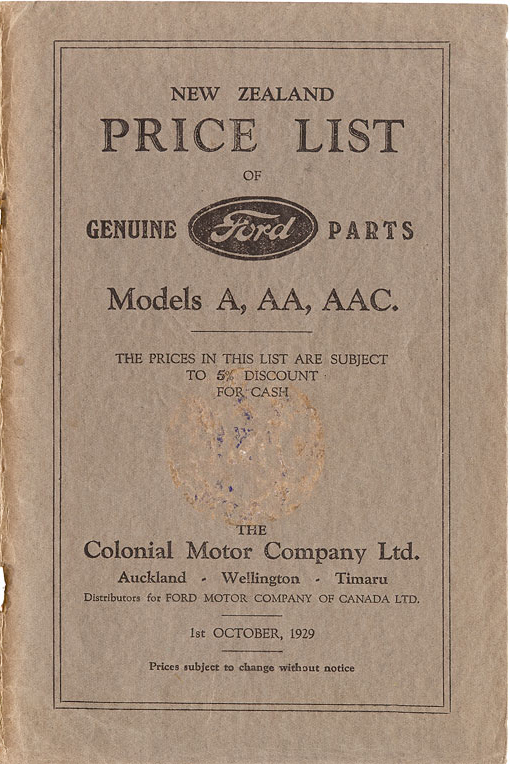 NEW ZEALAND
PRICE LIST
OF
GENUINE Ford PARTS
Models A, AA, AAC.
THE PRICES IN THIS LIST ARE SUBJECT
TO 5% DISCOUNT
FOR CASH
THE
Colonial Motor Company Ltd.
Auckland - Wellington - Timaru
Distributors for FORD MOTOR COMPANY OF CANADA LTD.
1st OCTOBER, 1929
Prices subject to change without notice